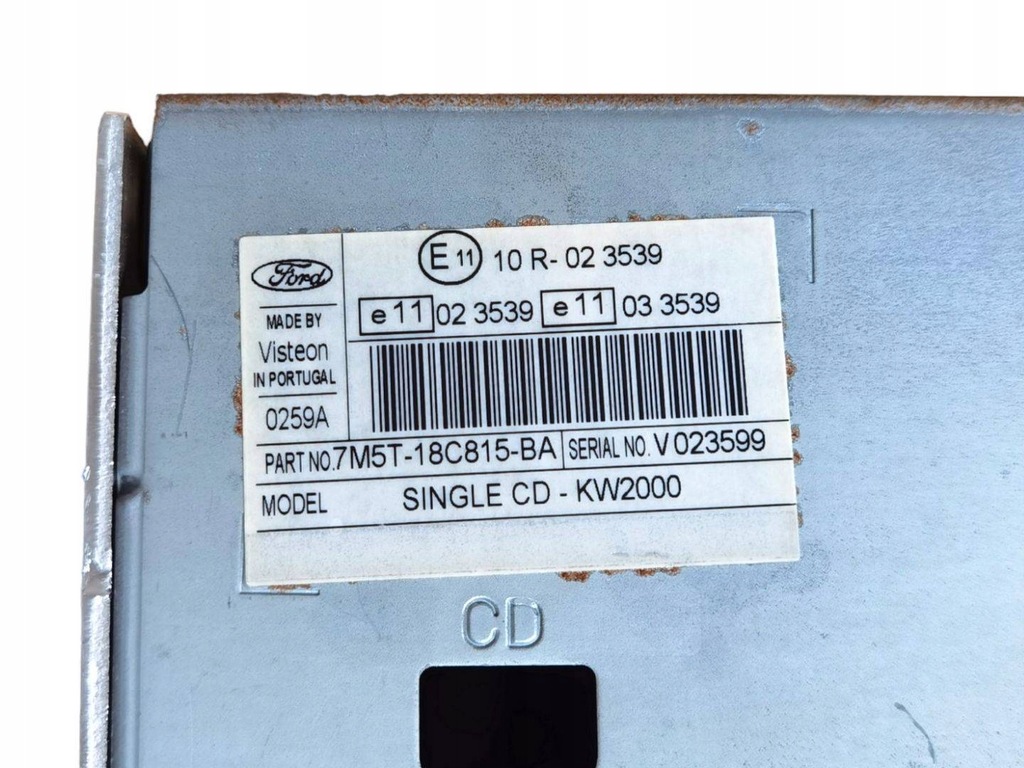 E 11 10 R- 02 3539
Ford
e 11 02 3539 e 11 03 3539
MADE BY
Visteon
IN PORTUGAL
0259A
PART NO. 7M5T-18C815-BA SERIAL NO. V 023599
MODEL SINGLE CD - KW2000
CD